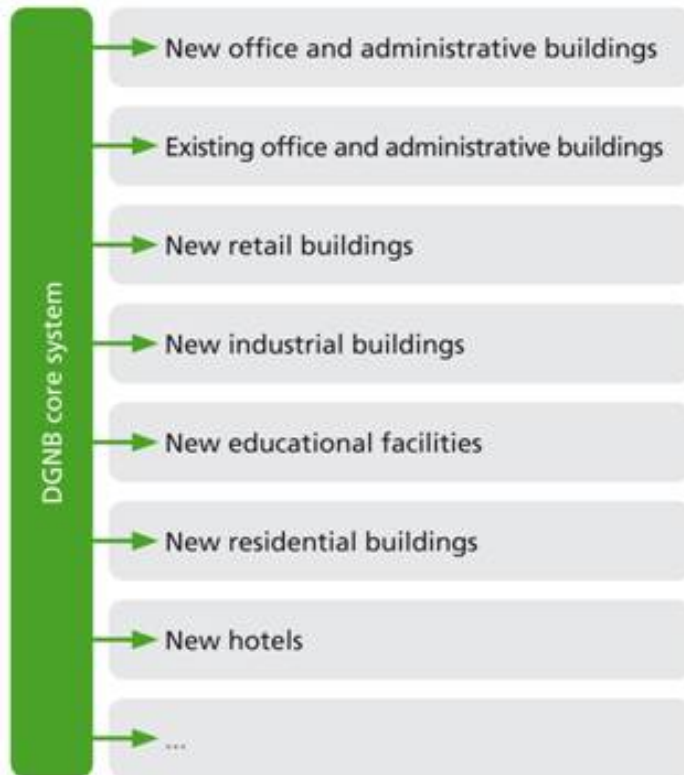 DGNB core system
New office and administrative buildings
Existing office and administrative buildings
New retail buildings
New industrial buildings
New educational facilities
New residential buildings
New hotels
...